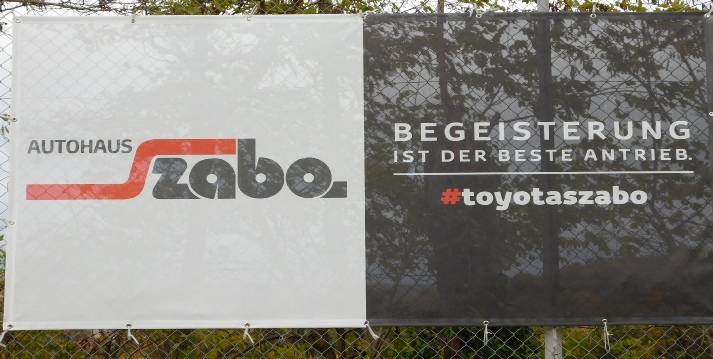 AUTOHAUS
Szabo
BEGEISTERUNG
IST DER BESTE ANTRIEB.
#toyotaszabo